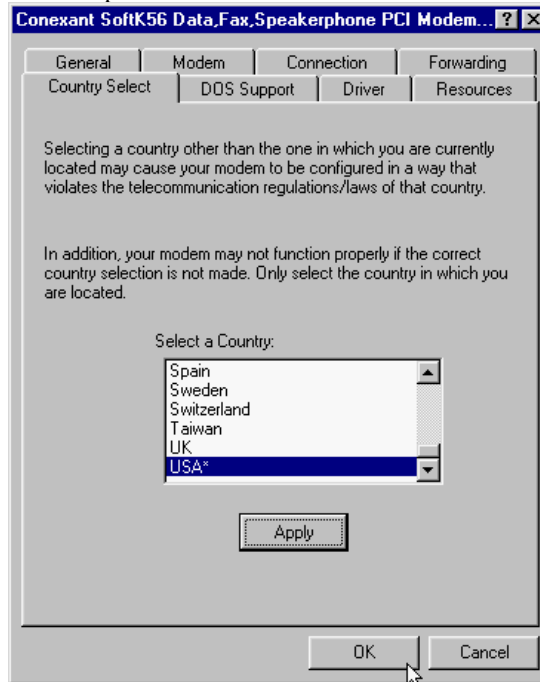 Conexant SoftK56 Data,Fax,Speakerphone PCI Modem...
General Modem Connection Forwarding
Country Select DOS Support Driver Resources
Selecting a country other than the one in which you are currently
located may cause your modem to be configured in a way that
violates the telecommunication regulations/laws of that country.
In addition, your modem may not function properly if the correct
country selection is not made. Only select the country in which you
are located.
Select a Country:
Spain
Sweden
Switzerland
Taiwan
UK
USA*
Apply
OK Cancel